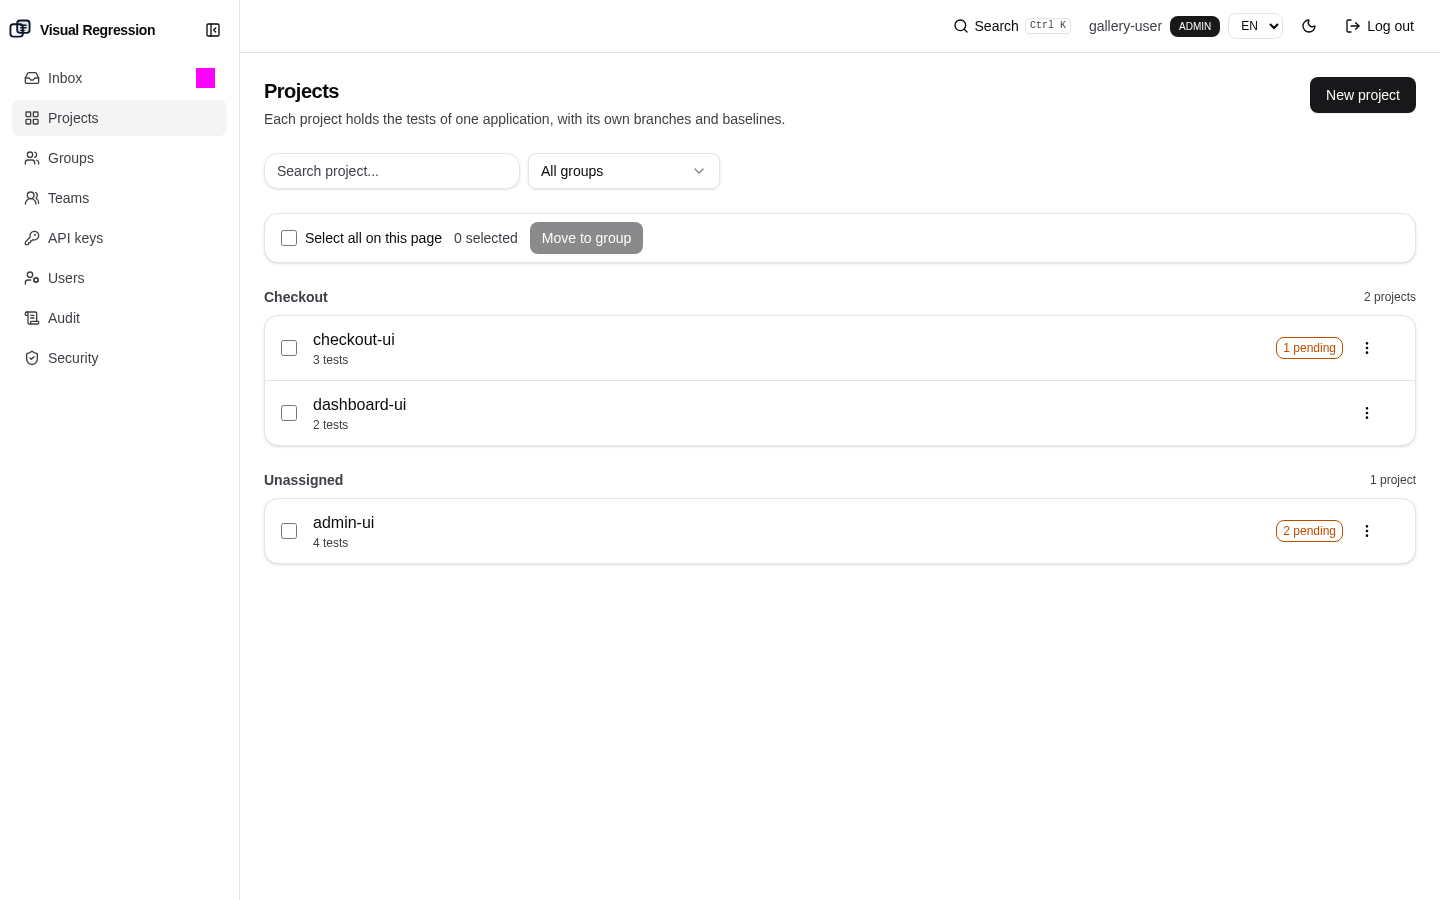 Visual Regression
Inbox
Projects
Groups
Teams
API keys
Users
Audit
Security
Search Ctrl K gallery-user ADMIN EN Log out
Projects
New project
Each project holds the tests of one application, with its own branches and baselines.
Search project... All groups
Select all on this page 0 selected Move to group
Checkout 2 projects
checkout-ui
3 tests
1 pending
dashboard-ui
2 tests
Unassigned 1 project
admin-ui
4 tests
2 pending